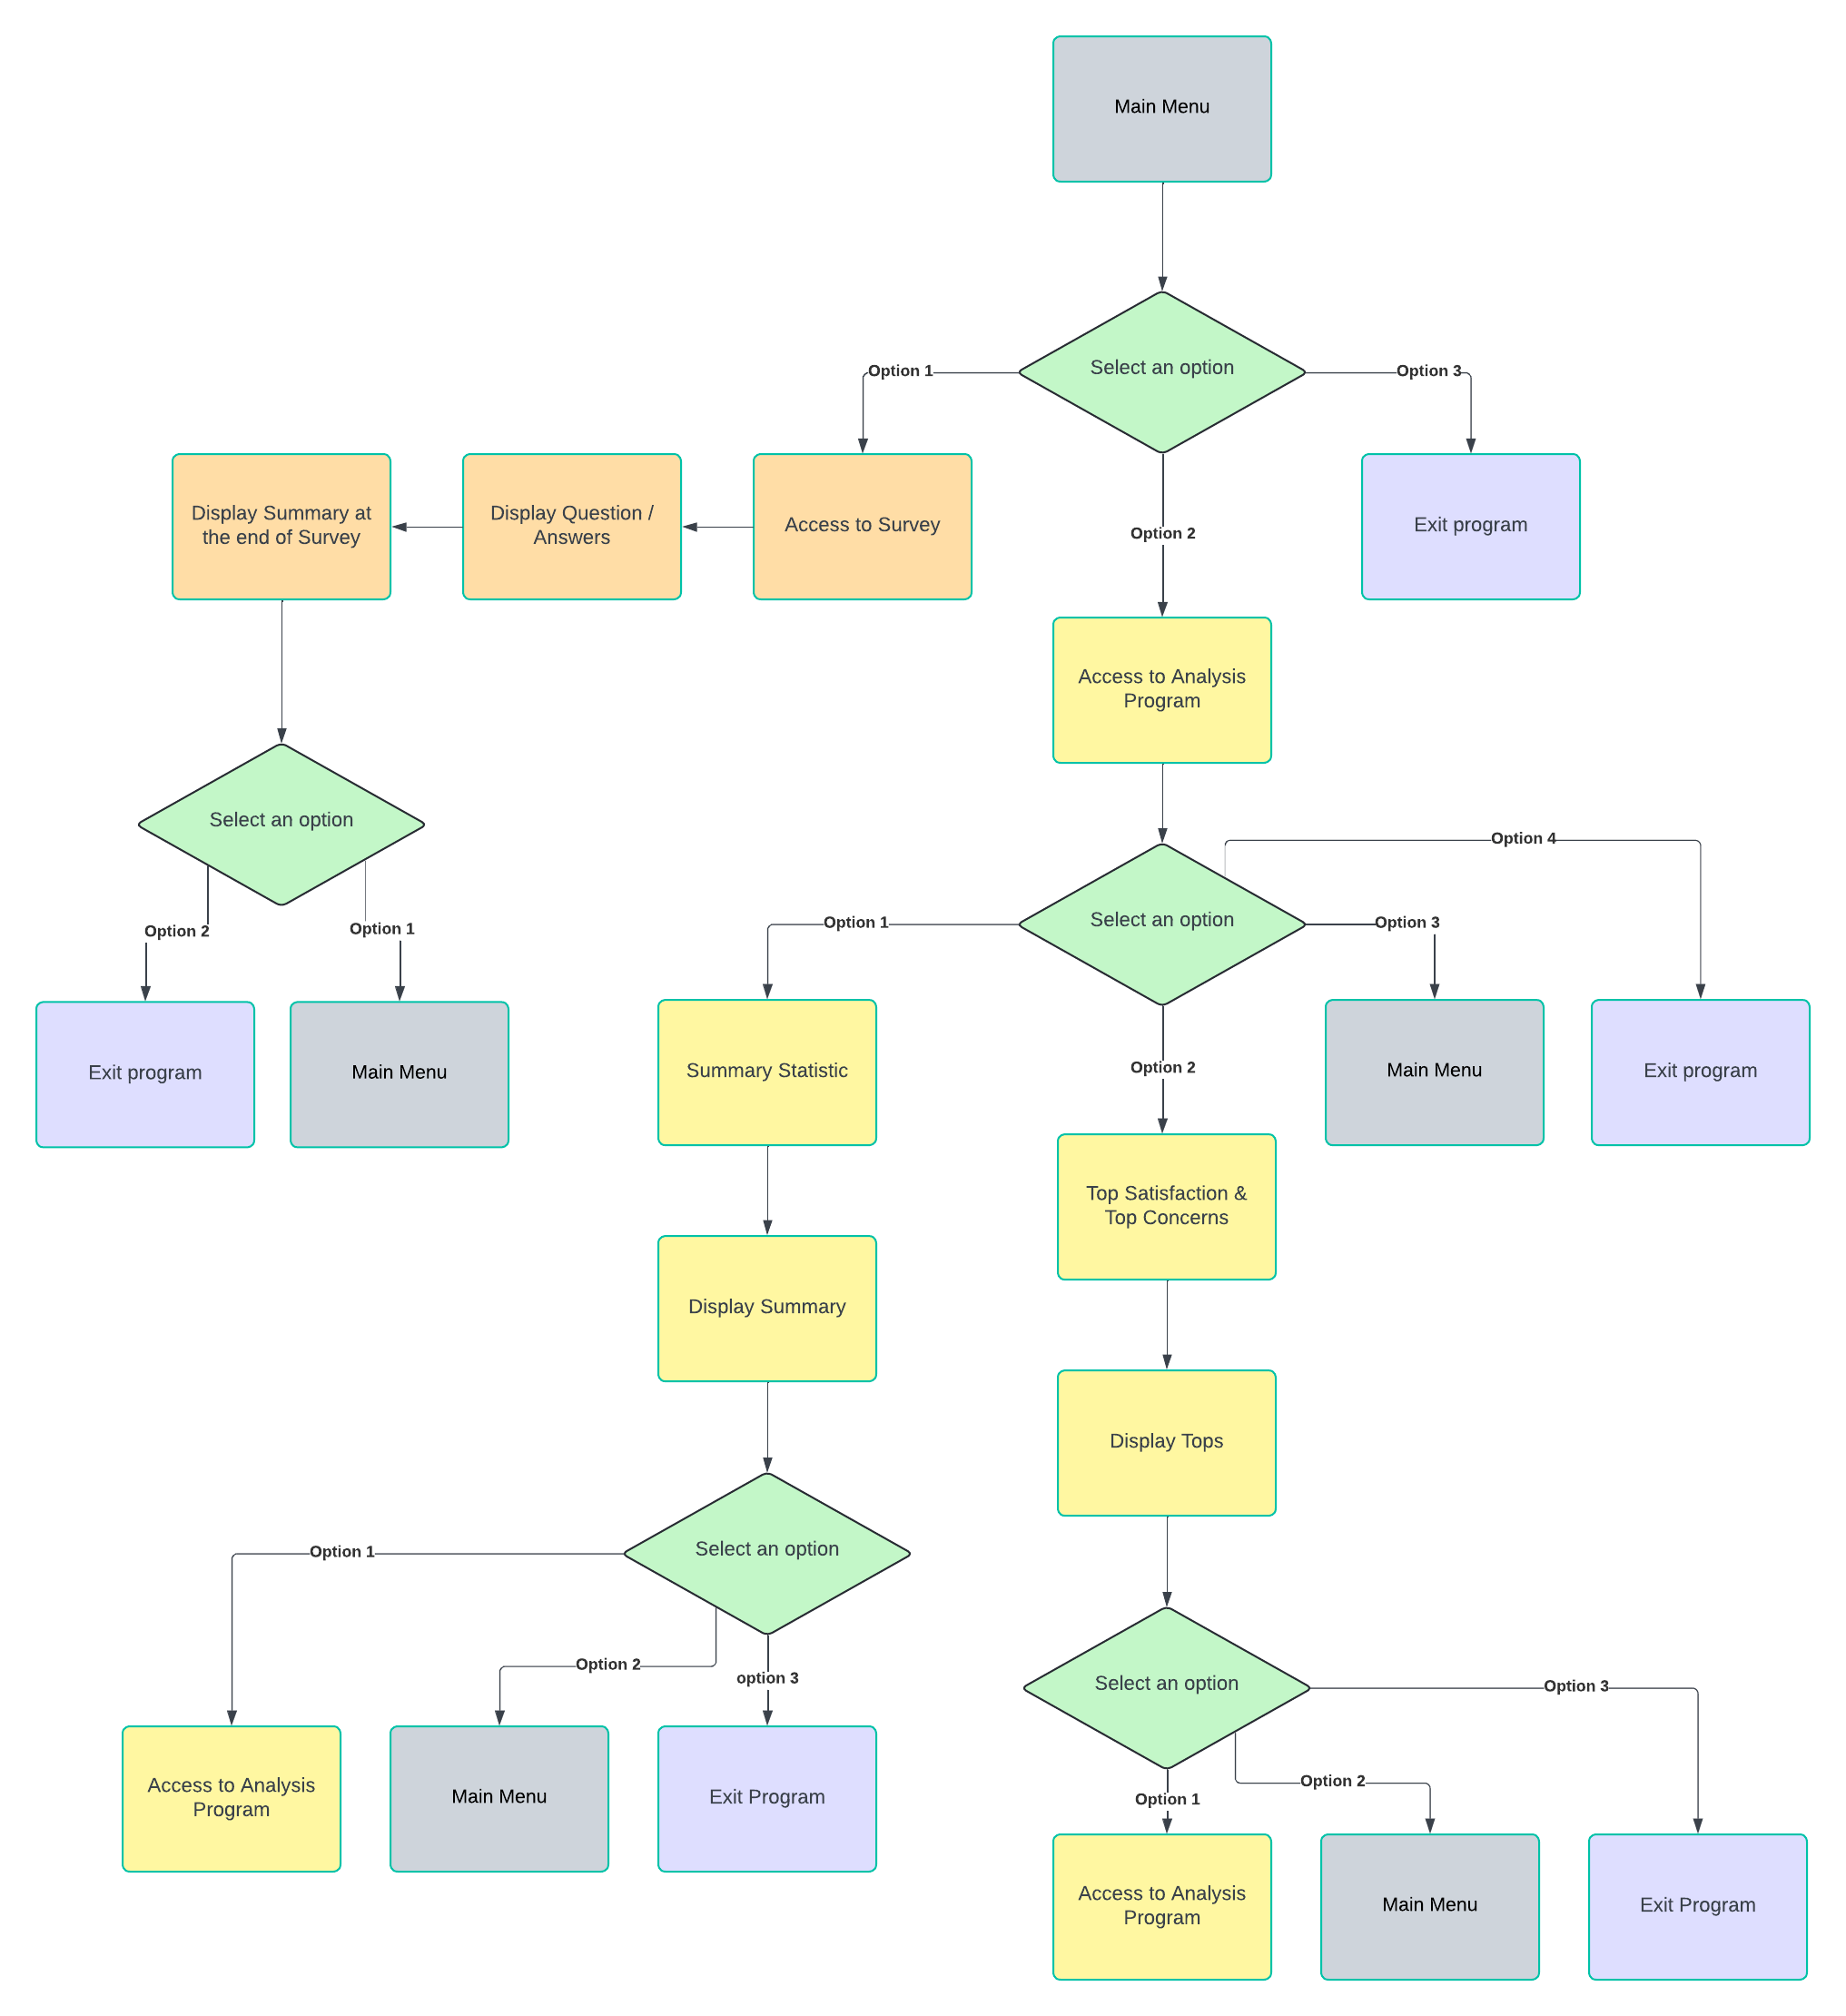 Main Menu
Select an option
Option 1
Option 3
Display Summary at
the end of Survey
Display Question /
Answers
Access to Survey
Option 2
Exit program
Access to Analysis
Program
Select an option
Option 2
Option 1
Exit program
Main Menu
Select an option
Option 4
Option 1
Option 3
Summary Statistic
Option 2
Main Menu
Exit program
Top Satisfaction &
Top Concerns
Display Summary
Display Tops
Select an option
Option 1
Option 2
option 3
Access to Analysis
Program
Main Menu
Exit Program
Select an option
Option 3
Option 2
Option 1
Access to Analysis
Program
Main Menu
Exit Program